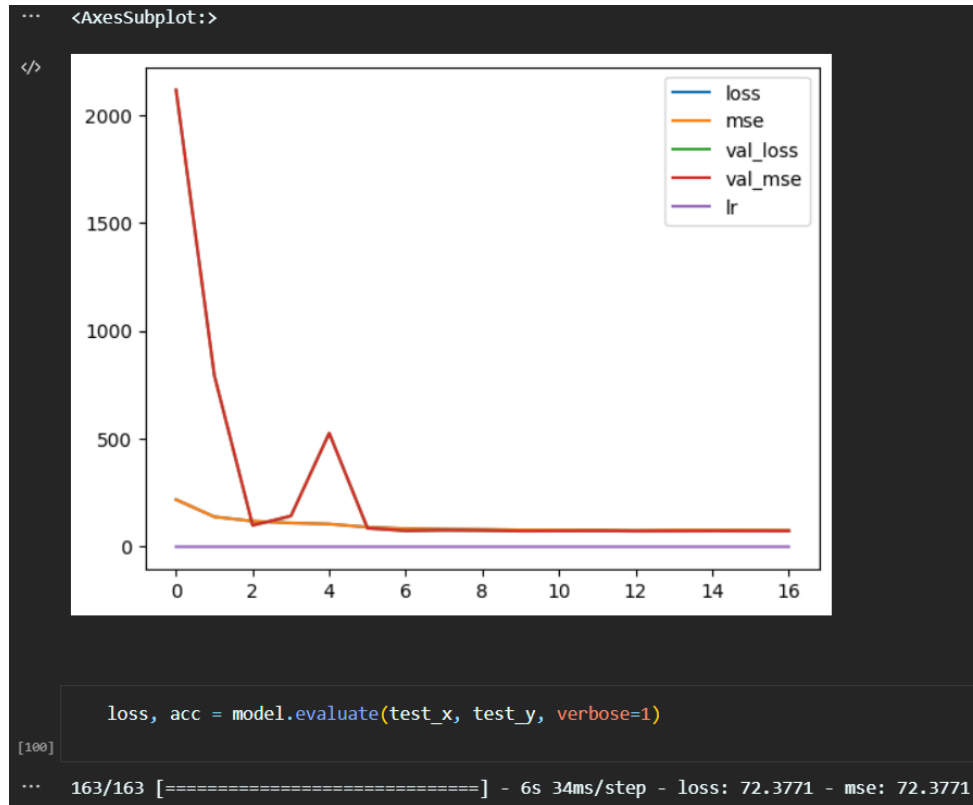 ... <AxesSubplot:>
</>
loss
mse
val_loss
val_mse
lr
2000
1500
1000
500
0
0 2 4 6 8 10 12 14 16
loss, acc = model.evaluate(test_x, test_y, verbose=1)
[100]
... 163/163 [==============================] - 6s 34ms/step - loss: 72.3771 - mse: 72.3771